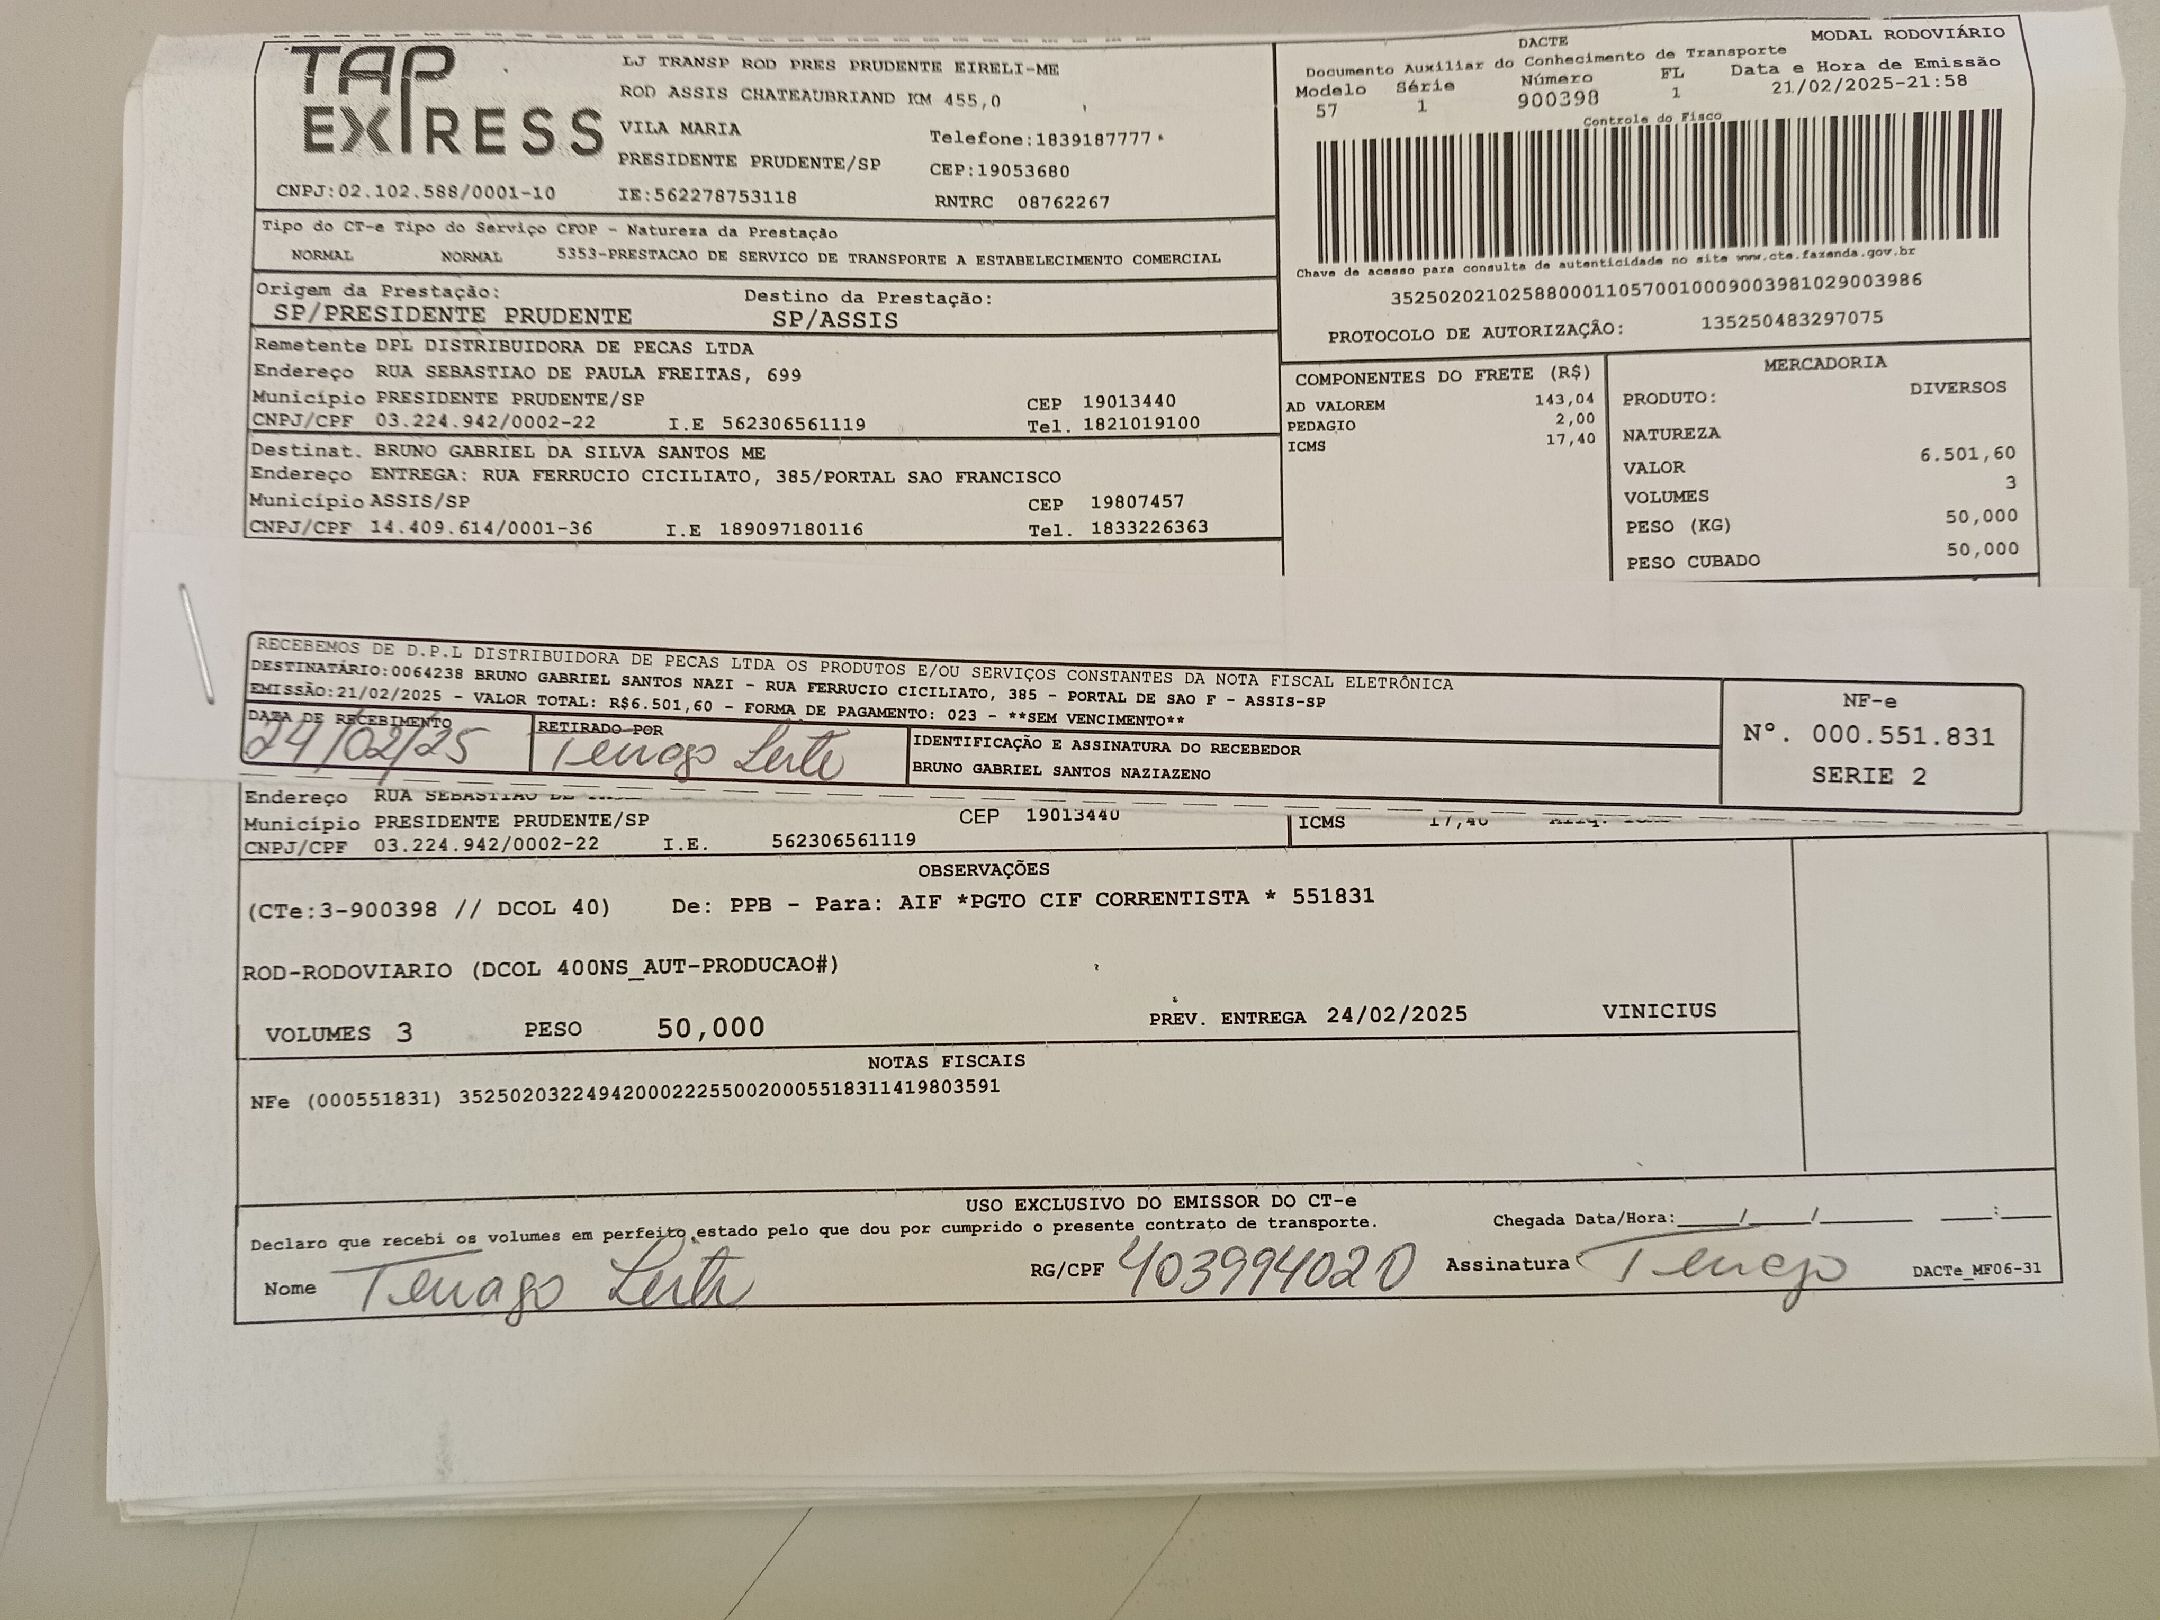 TAP EXPRESS
LJ TRANSP ROD PRES PRUDENTE EIRELI-ME
ROD ASSIS CHATEAUBRIAND KM 455,0
VILA MARIA Telefone:1839187777
PRESIDENTE PRUDENTE/SP CEP:19053680
CNPJ:02.102.588/0001-10 IE:562278753118 RNTRC 08762267
DACTE MODAL RODOVIÁRIO
Documento Auxiliar do Conhecimento de Transporte
Modelo Série Número FL Data e Hora de Emissão
57 1 900398 1 21/02/2025-21:58
Controle do Fisco
Chave de acesso para consulta de autenticidade no site www.cte.fazenda.gov.br
35250202102588000110570010009003981029003986
PROTOCOLO DE AUTORIZAÇÃO: 135250483297075
Tipo do CT-e Tipo do Serviço CFOP - Natureza da Prestação
NORMAL NORMAL 5353-PRESTACAO DE SERVICO DE TRANSPORTE A ESTABELECIMENTO COMERCIAL
Origem da Prestação: Destino da Prestação:
SP/PRESIDENTE PRUDENTE SP/ASSIS
Remetente DPL DISTRIBUIDORA DE PECAS LTDA
Endereço RUA SEBASTIAO DE PAULA FREITAS, 699
Município PRESIDENTE PRUDENTE/SP CEP 19013440
CNPJ/CPF 03.224.942/0002-22 I.E 562306561119 Tel. 1821019100
Destinat. BRUNO GABRIEL DA SILVA SANTOS ME
Endereço ENTREGA: RUA FERRUCIO CICILIATO, 385/PORTAL SAO FRANCISCO
Município ASSIS/SP CEP 19807457
CNPJ/CPF 14.409.614/0001-36 I.E 189097180116 Tel. 1833226363
COMPONENTES DO FRETE (R$)
AD VALOREM 143,04
PEDAGIO 2,00
ICMS 17,40
MERCADORIA
PRODUTO: DIVERSOS
NATUREZA
VALOR 6.501,60
VOLUMES 3
PESO (KG) 50,000
PESO CUBADO 50,000
RECEBEMOS DE D.P.L DISTRIBUIDORA DE PECAS LTDA OS PRODUTOS E/OU SERVIÇOS CONSTANTES DA NOTA FISCAL ELETRÔNICA
DESTINATÁRIO:0064238 BRUNO GABRIEL SANTOS NAZI - RUA FERRUCIO CICILIATO, 385 - PORTAL DE SAO F - ASSIS-SP
EMISSÃO:21/02/2025 - VALOR TOTAL: R$6.501,60 - FORMA DE PAGAMENTO: 023 - **SEM VENCIMENTO**
DATA DE RECEBIMENTO
24/02/25
RETIRADO POR
IDENTIFICAÇÃO E ASSINATURA DO RECEBEDOR
BRUNO GABRIEL SANTOS NAZIAZENO
NF-e
Nº. 000.551.831
SERIE 2
Endereço RUA SEBASTIAO DE
Município PRESIDENTE PRUDENTE/SP CEP 19013440
CNPJ/CPF 03.224.942/0002-22 I.E. 562306561119
ICMS 17,40
OBSERVAÇÕES
(CTe:3-900398 // DCOL 40) De: PPB - Para: AIF *PGTO CIF CORRENTISTA * 551831
ROD-RODOVIARIO (DCOL 400NS_AUT-PRODUCAO#)
VOLUMES 3 PESO 50,000 PREV. ENTREGA 24/02/2025 VINICIUS
NOTAS FISCAIS
NFe (000551831) 35250203224942000222550020005518311419803591
USO EXCLUSIVO DO EMISSOR DO CT-e
Declaro que recebi os volumes em perfeito estado pelo que dou por cumprido o presente contrato de transporte. Chegada Data/Hora:____/____/______ ____:____
Nome RG/CPF 403994020 Assinatura DACTe_MF06-31